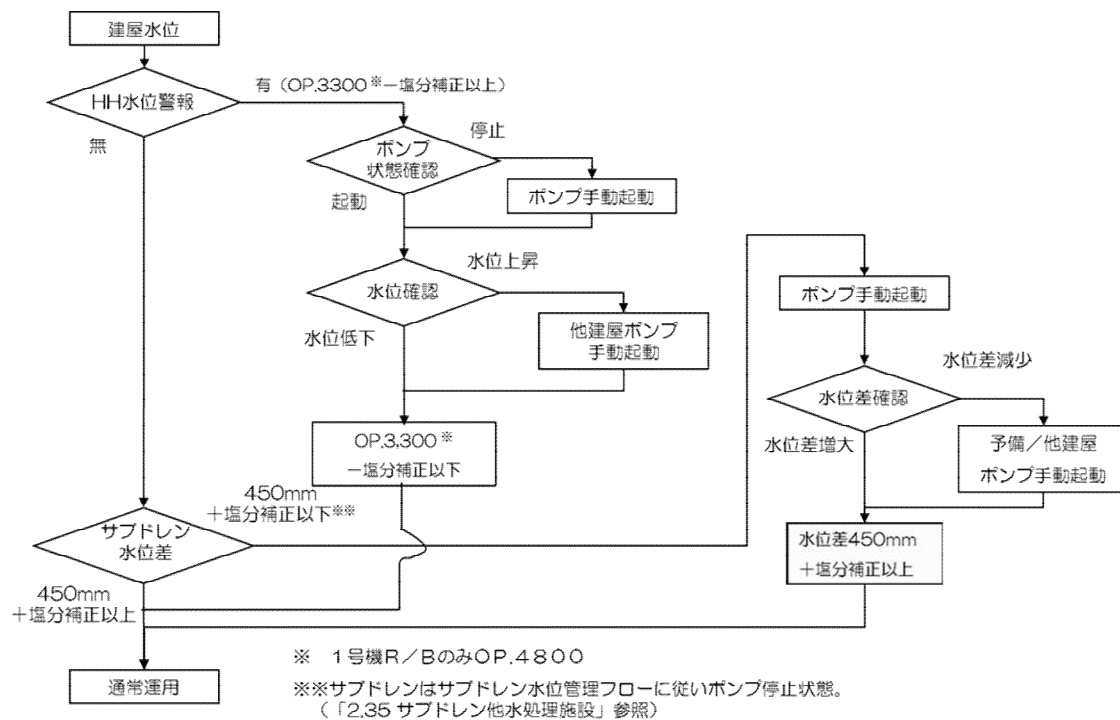 建屋水位
HH水位警報
有（OP.3300※－塩分補正以上）
無
ポンプ
状態確認
停止
ポンプ手動起動
起動
水位確認
水位上昇
他建屋ポンプ
手動起動
水位低下
OP.3,300※
－塩分補正以下
サブドレン
水位差
450mm
＋塩分補正以下※※
ポンプ手動起動
水位差確認
水位差減少
予備／他建屋
ポンプ手動起動
水位差増大
水位差450mm
＋塩分補正以上
450mm
＋塩分補正以上
通常運用
※　1号機R／BのみOP.4800
※※サブドレンはサブドレン水位管理フローに従いポンプ停止状態。
（「2.35 サブドレン他水処理施設」参照）